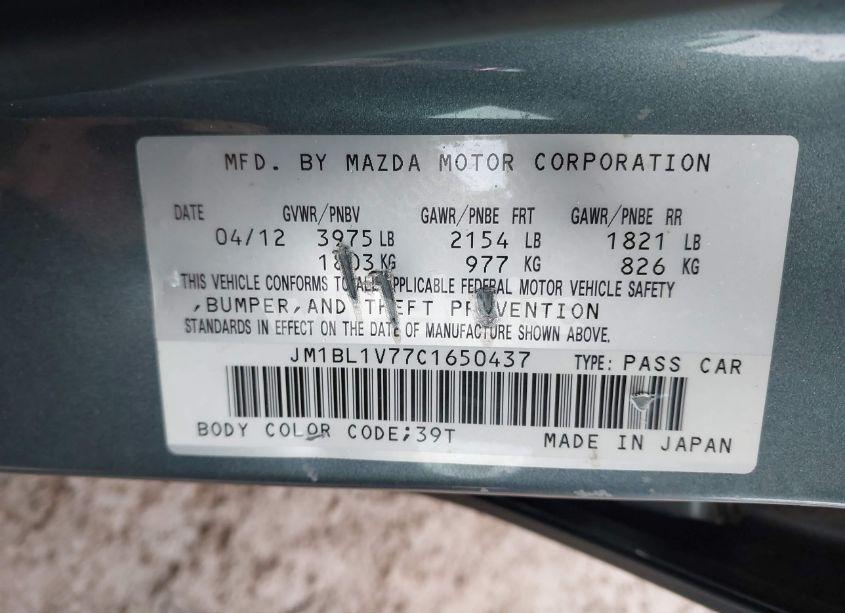 MFD. BY MAZDA MOTOR CORPORATION
DATE GVWR/PNBV GAWR/PNBE FRT GAWR/PNBE RR
04/12 3975 LB 2154 LB 1821 LB
1803 KG 977 KG 826 KG
THIS VEHICLE CONFORMS TO ALL APPLICABLE FEDERAL MOTOR VEHICLE SAFETY
,BUMPER,AND THEFT PREVENTION
STANDARDS IN EFFECT ON THE DATE OF MANUFACTURE SHOWN ABOVE.
JM1BL1V77C1650437 TYPE: PASS CAR
BODY COLOR CODE;39T MADE IN JAPAN